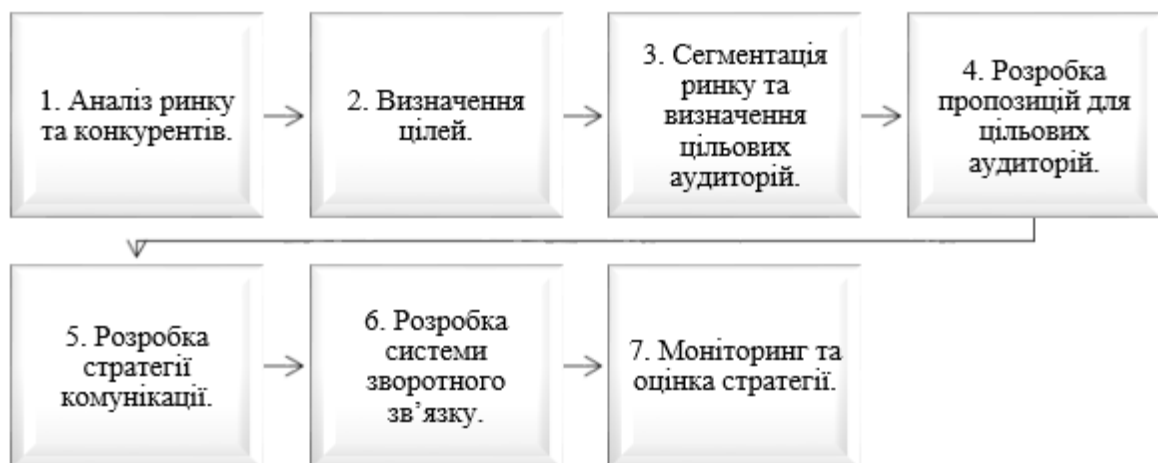 1. Аналіз ринку
та конкурентів.
2. Визначення
цілей.
3. Сегментація
ринку та
визначення
цільових
аудиторій.
4. Розробка
пропозицій для
цільових
аудиторій.
5. Розробка
стратегії
комунікації.
6. Розробка
системи
зворотного
зв’язку.
7. Моніторинг та
оцінка стратегії.